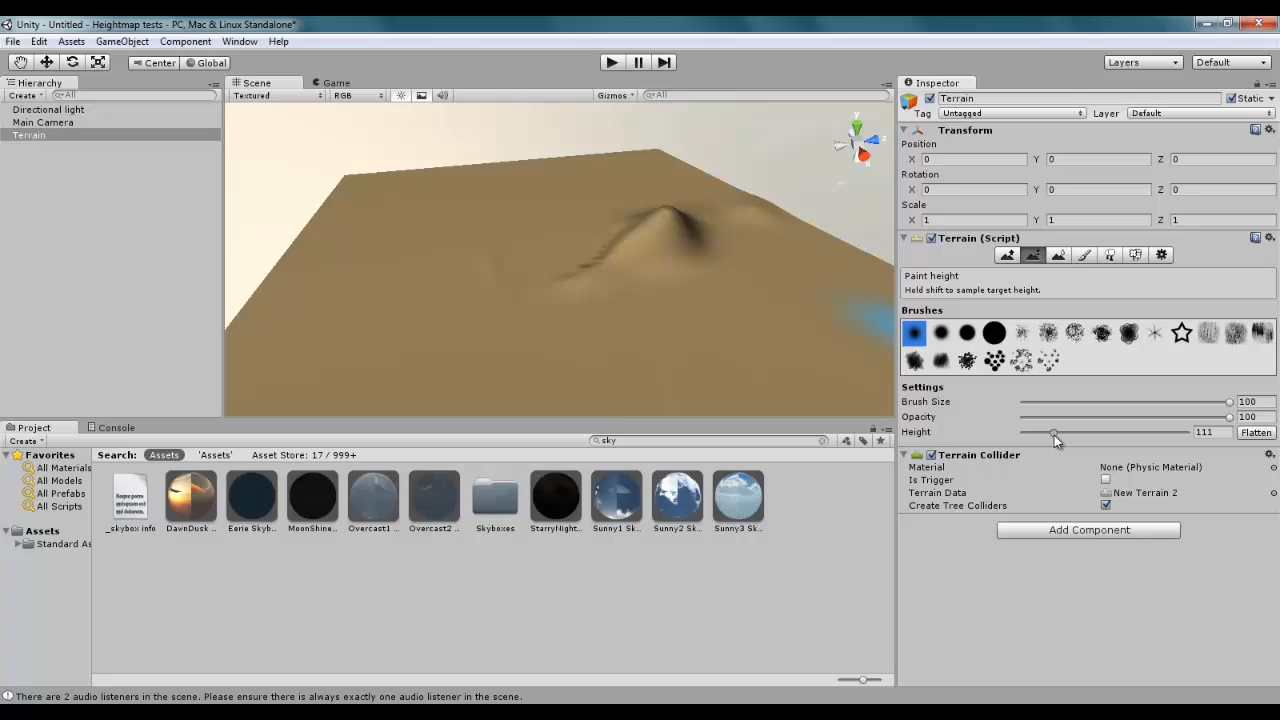 Unity - Untitled - Heightmap tests - PC, Mac & Linux Standalone*
File Edit Assets GameObject Component Window Help
Center Global Layers Default
Hierarchy
Create All
Directional light
Main Camera
Terrain
Scene Game
Textured RGB Gizmos All
Inspector
Terrain Static
Tag Untagged Layer Default
Transform
Position
X 0 Y 0 Z 0
Rotation
X 0 Y 0 Z 0
Scale
X 1 Y 1 Z 1
Terrain (Script)
Paint height
Hold shift to sample target height.
Brushes
Settings
Brush Size 100
Opacity 100
Height 111 Flatten
Terrain Collider
Material None (Physic Material)
Is Trigger
Terrain Data New Terrain 2
Create Tree Colliders
Add Component
Project Console
Create sky
Favorites
All Materials
All Models
All Prefabs
All Scripts
Assets
Standard As
Search: Assets 'Assets' Asset Store: 17 / 999+
_skybox info DawnDusk ... Eerie Skyb... MoonShine... Overcast1 ... Overcast2 ... Skyboxes StarryNight... Sunny1 Sk... Sunny2 Sk... Sunny3 Sk...
There are 2 audio listeners in the scene. Please ensure there is always exactly one audio listener in the scene.